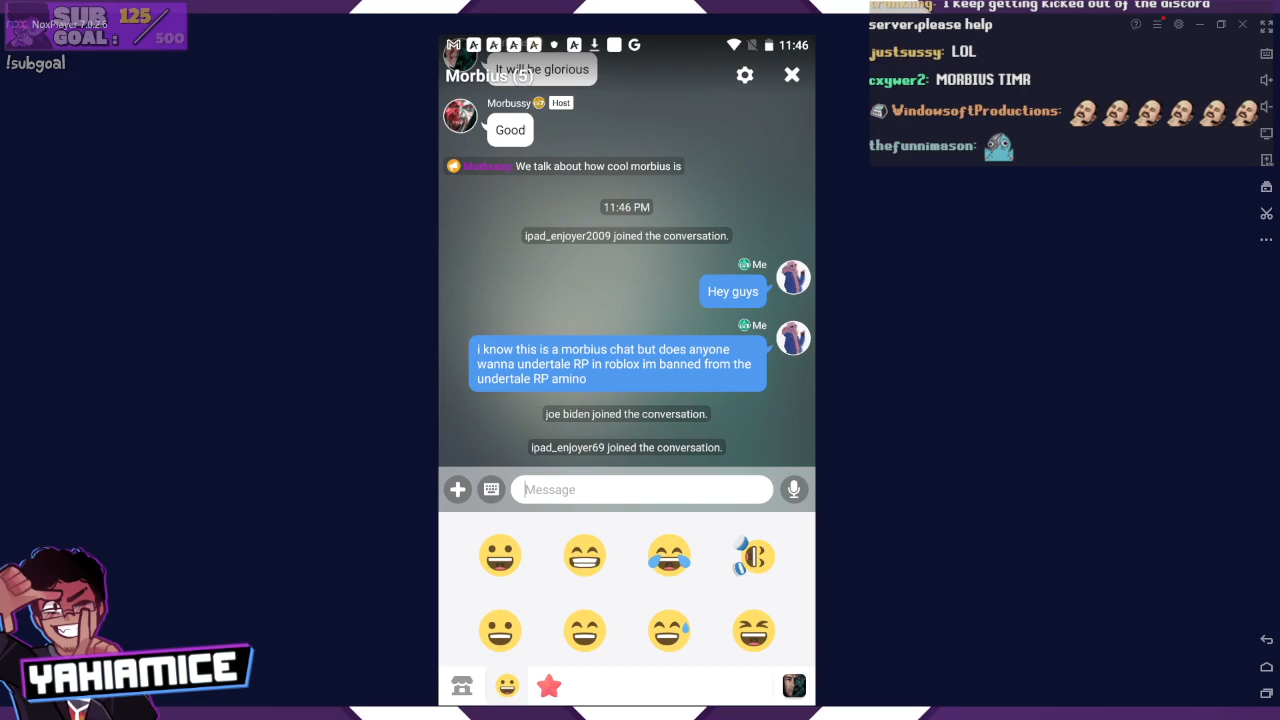 SUB 125
GOAL: / 500
NoxPlayer 7.0.2.6
!subgoal
11:46
It will be glorious
Morbius (5)
Morbussy Host
Good
Morbussy: We talk about how cool morbius is
11:46 PM
ipad_enjoyer2009 joined the conversation.
Me
Hey guys
Me
i know this is a morbius chat but does anyone
wanna undertale RP in roblox im banned from the
undertale RP amino
joe biden joined the conversation.
ipad_enjoyer69 joined the conversation.
Message
I keep getting kicked out of the discord
server,please help
justsussy: LOL
cxywer2: MORBIUS TIMR
WindowsoftProductions:
thefunnimason:
YAHIAMICE